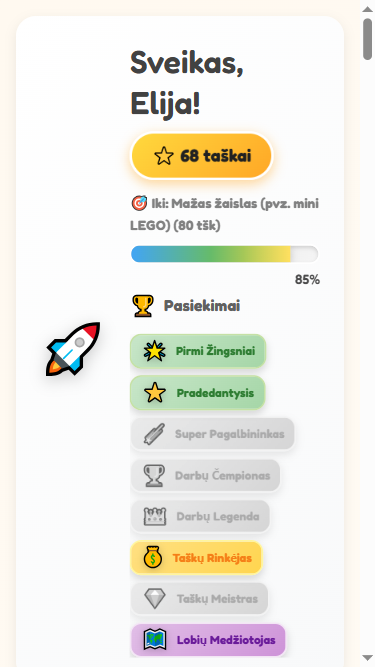 Sveikas,
Elija!
68 taškai
Iki: Mažas žaislas (pvz. mini
LEGO) (80 tšk)
85%
Pasiekimai
Pirmi Žingsniai
Pradedantysis
Super Pagalbininkas
Darbų Čempionas
Darbų Legenda
Taškų Rinkėjas
Taškų Meistras
Lobių Medžiotojas